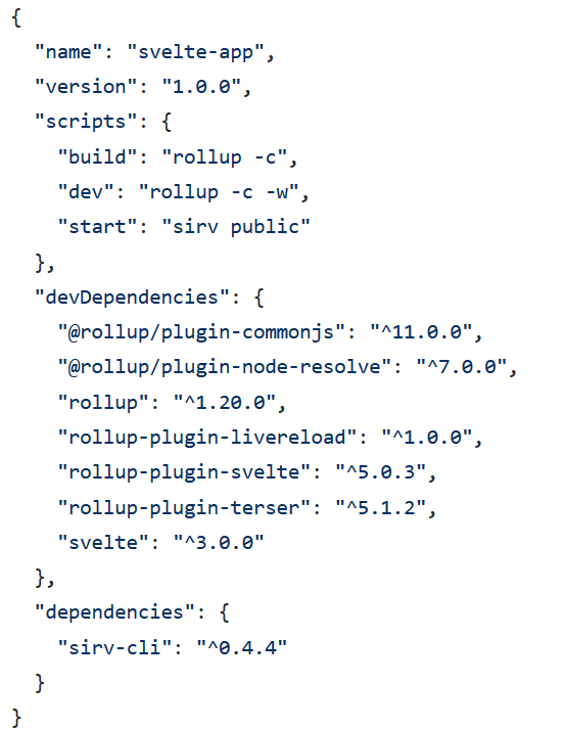 {
  "name": "svelte-app",
  "version": "1.0.0",
  "scripts": {
    "build": "rollup -c",
    "dev": "rollup -c -w",
    "start": "sirv public"
  },
  "devDependencies": {
    "@rollup/plugin-commonjs": "^11.0.0",
    "@rollup/plugin-node-resolve": "^7.0.0",
    "rollup": "^1.20.0",
    "rollup-plugin-livereload": "^1.0.0",
    "rollup-plugin-svelte": "^5.0.3",
    "rollup-plugin-terser": "^5.1.2",
    "svelte": "^3.0.0"
  },
  "dependencies": {
    "sirv-cli": "^0.4.4"
  }
}